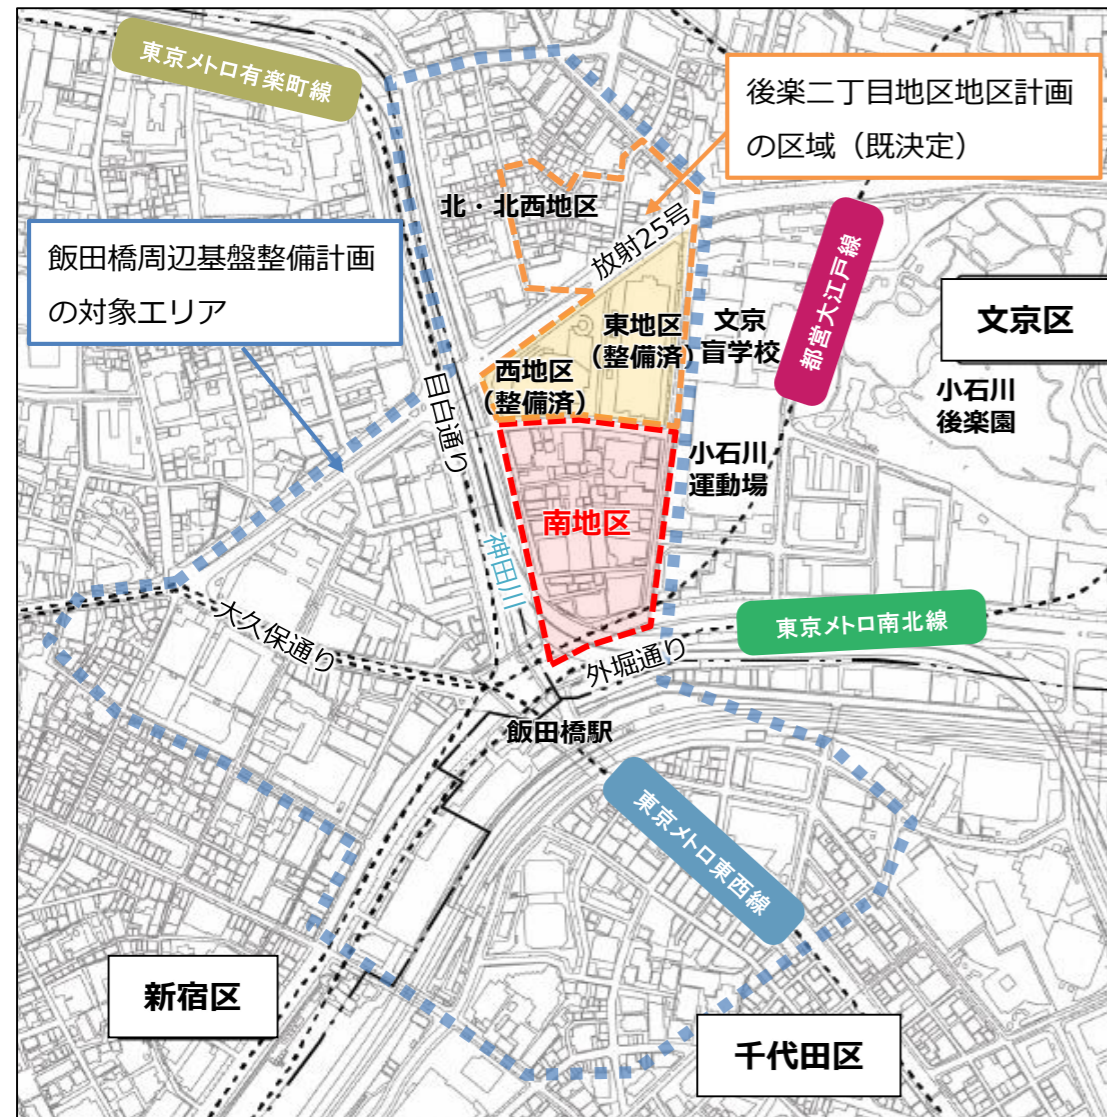 東京メトロ有楽町線
後楽二丁目地区地区計画
の区域（既決定）
北・北西地区
放射25号
都営大江戸線
飯田橋周辺基盤整備計画
の対象エリア
文京区
東地区
（整備済）
文京
盲学校
西地区
（整備済）
目白通り
小石川
後楽園
小石川
運動場
南地区
神田川
大久保通り
東京メトロ南北線
外堀通り
飯田橋駅
東京メトロ東西線
新宿区
千代田区